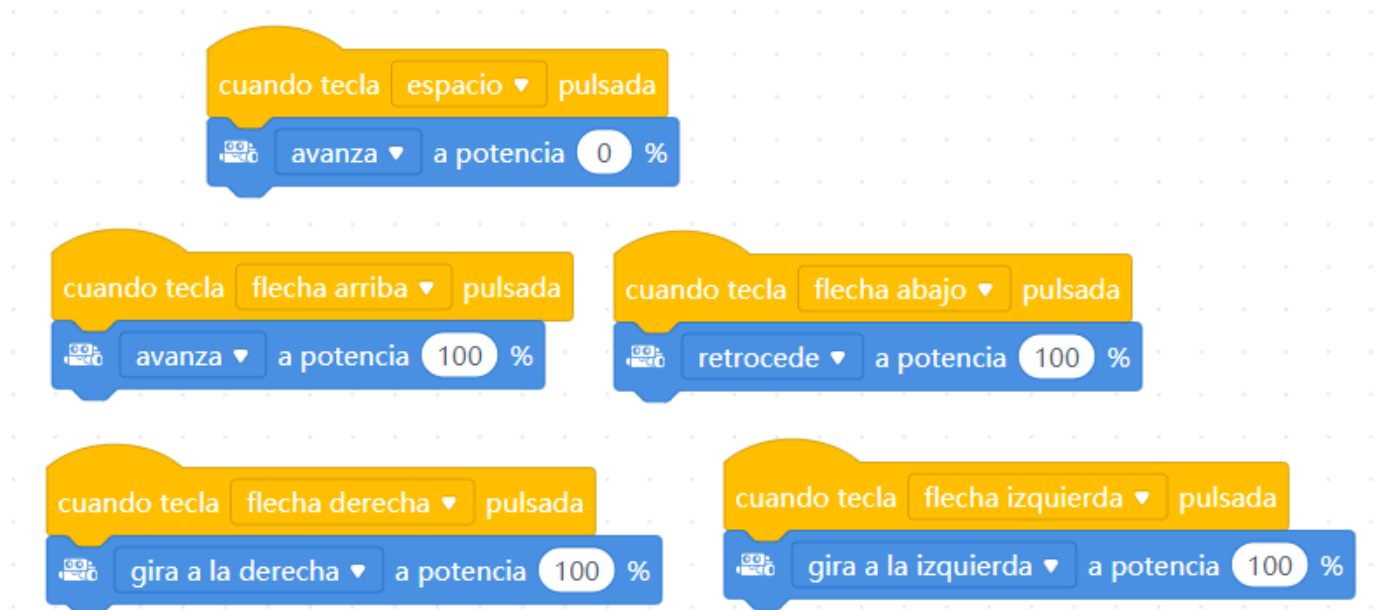 cuando tecla espacio pulsada
avanza a potencia 0 %
cuando tecla flecha arriba pulsada
avanza a potencia 100 %
cuando tecla flecha abajo pulsada
retrocede a potencia 100 %
cuando tecla flecha derecha pulsada
gira a la derecha a potencia 100 %
cuando tecla flecha izquierda pulsada
gira a la izquierda a potencia 100 %